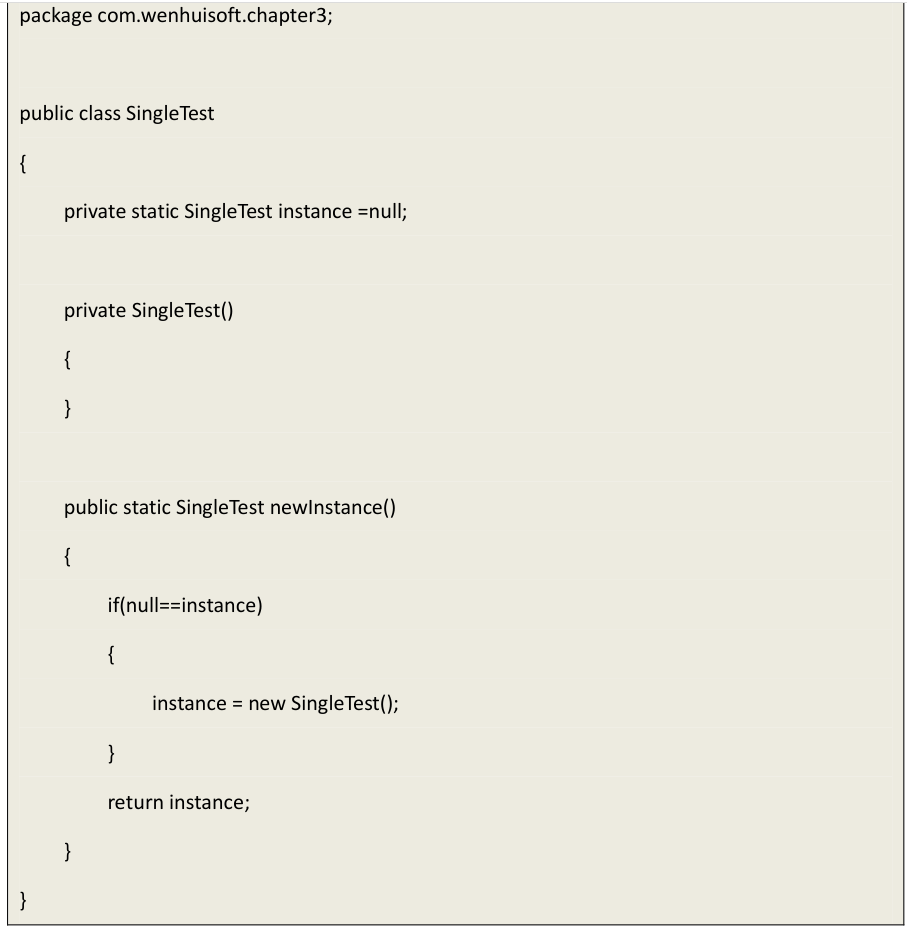 package com.wenhuisoft.chapter3;
public class SingleTest
{
private static SingleTest instance =null;
private SingleTest()
{
}
public static SingleTest newInstance()
{
if(null==instance)
{
instance = new SingleTest();
}
return instance;
}
}